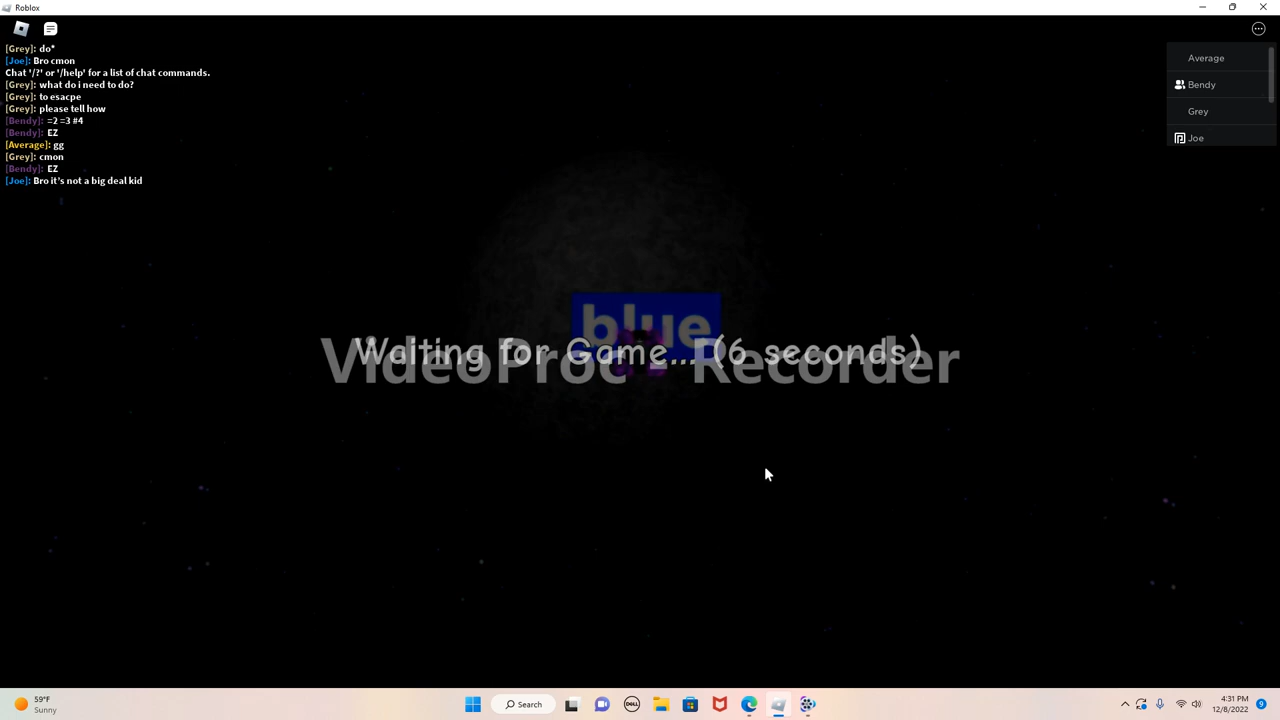 Roblox
[Grey]: do*
[Joe]: Bro cmon
Chat '/?' or '/help' for a list of chat commands.
[Grey]: what do i need to do?
[Grey]: to esacpe
[Grey]: please tell how
[Bendy]: =2 =3 #4
[Bendy]: EZ
[Average]: gg
[Grey]: cmon
[Bendy]: EZ
[Joe]: Bro it's not a big deal kid
Average
Bendy
Grey
Joe
blue
Waiting for Game... (6 seconds)
VideoProc Recorder
59°F
Sunny
Search
DELL
4:31 PM
12/8/2022
9